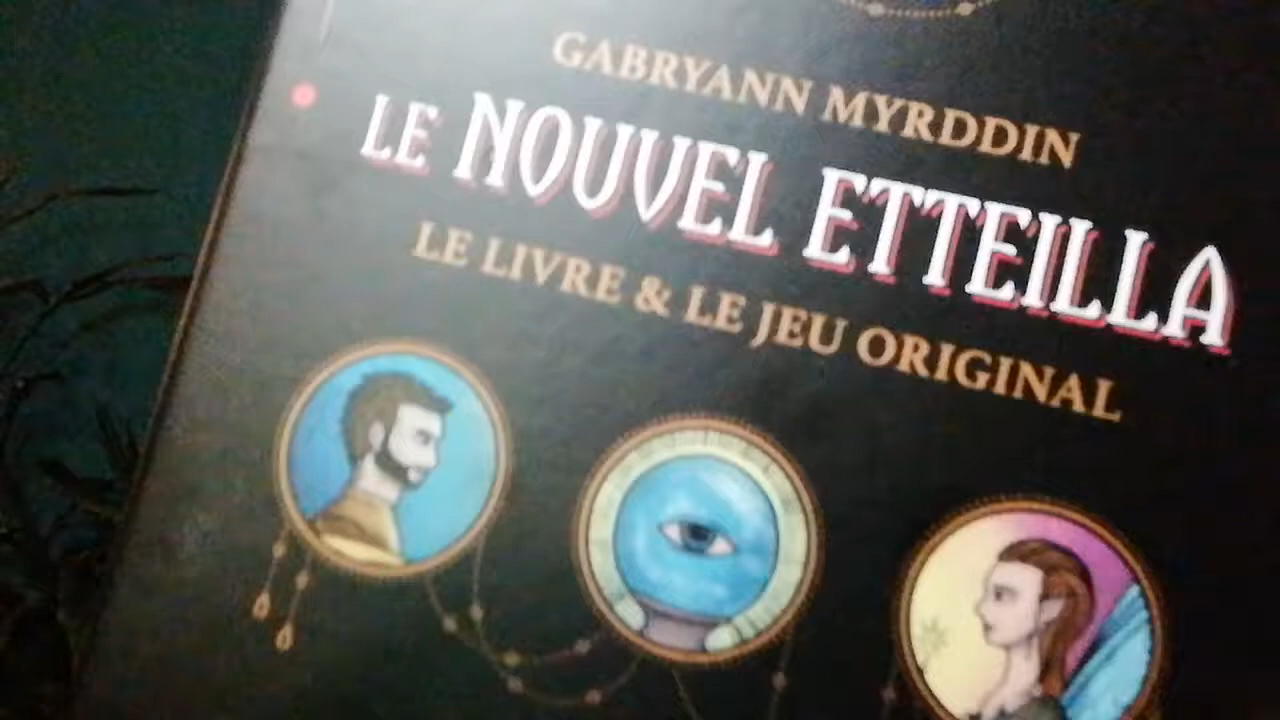 GABRYANN MYRDDIN
LE NOUVEL ETTEILLA
LE LIVRE & LE JEU ORIGINAL